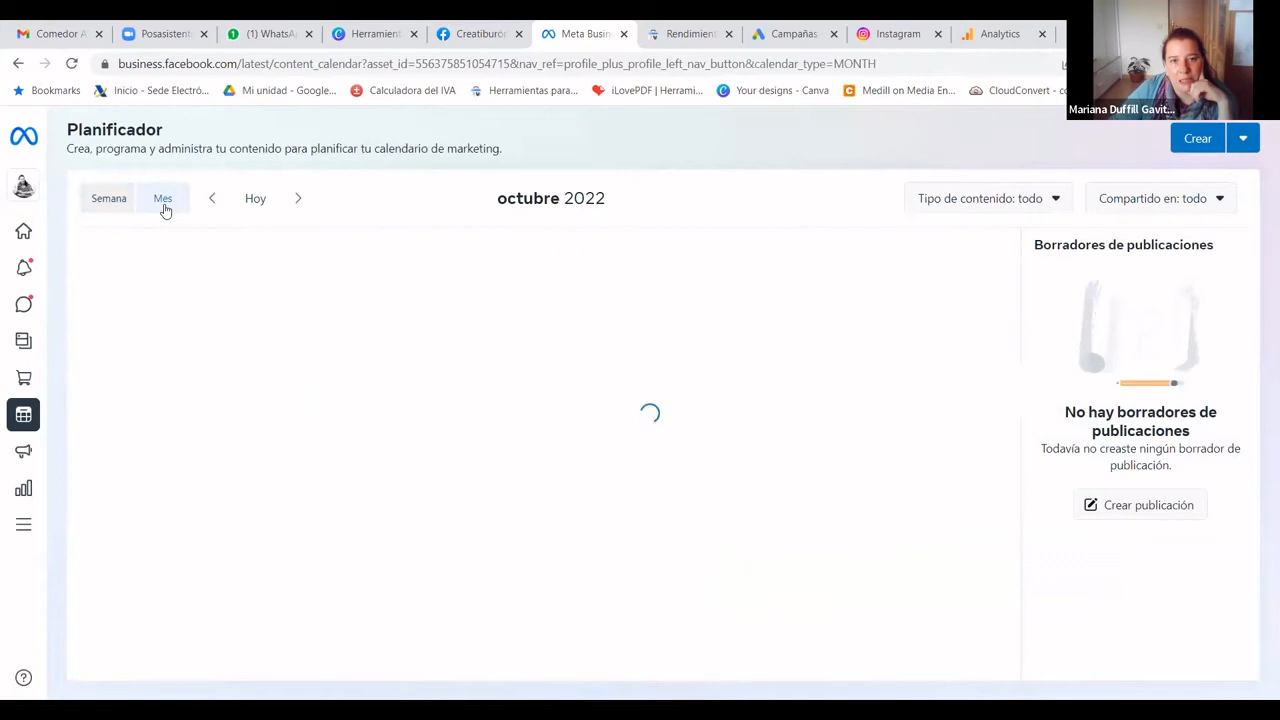 Comedor A
Posasistent
(1) WhatsA
Herramient
Creatiburó
Meta Busin
Rendimient
Campañas
Instagram
Analytics
business.facebook.com/latest/content_calendar?asset_id=556375851054715&nav_ref=profile_plus_profile_left_nav_button&calendar_type=MONTH
Bookmarks
Inicio - Sede Electró...
Mi unidad - Google...
Calculadora del IVA
Herramientas para...
iLovePDF | Herrami...
Your designs - Canva
Medill on Media En...
CloudConvert - co
Mariana Duffill Gavit...
Planificador
Crea, programa y administra tu contenido para planificar tu calendario de marketing.
Crear
Semana
Mes
Hoy
octubre 2022
Tipo de contenido: todo
Compartido en: todo
Borradores de publicaciones
No hay borradores de
publicaciones
Todavía no creaste ningún borrador de
publicación.
Crear publicación